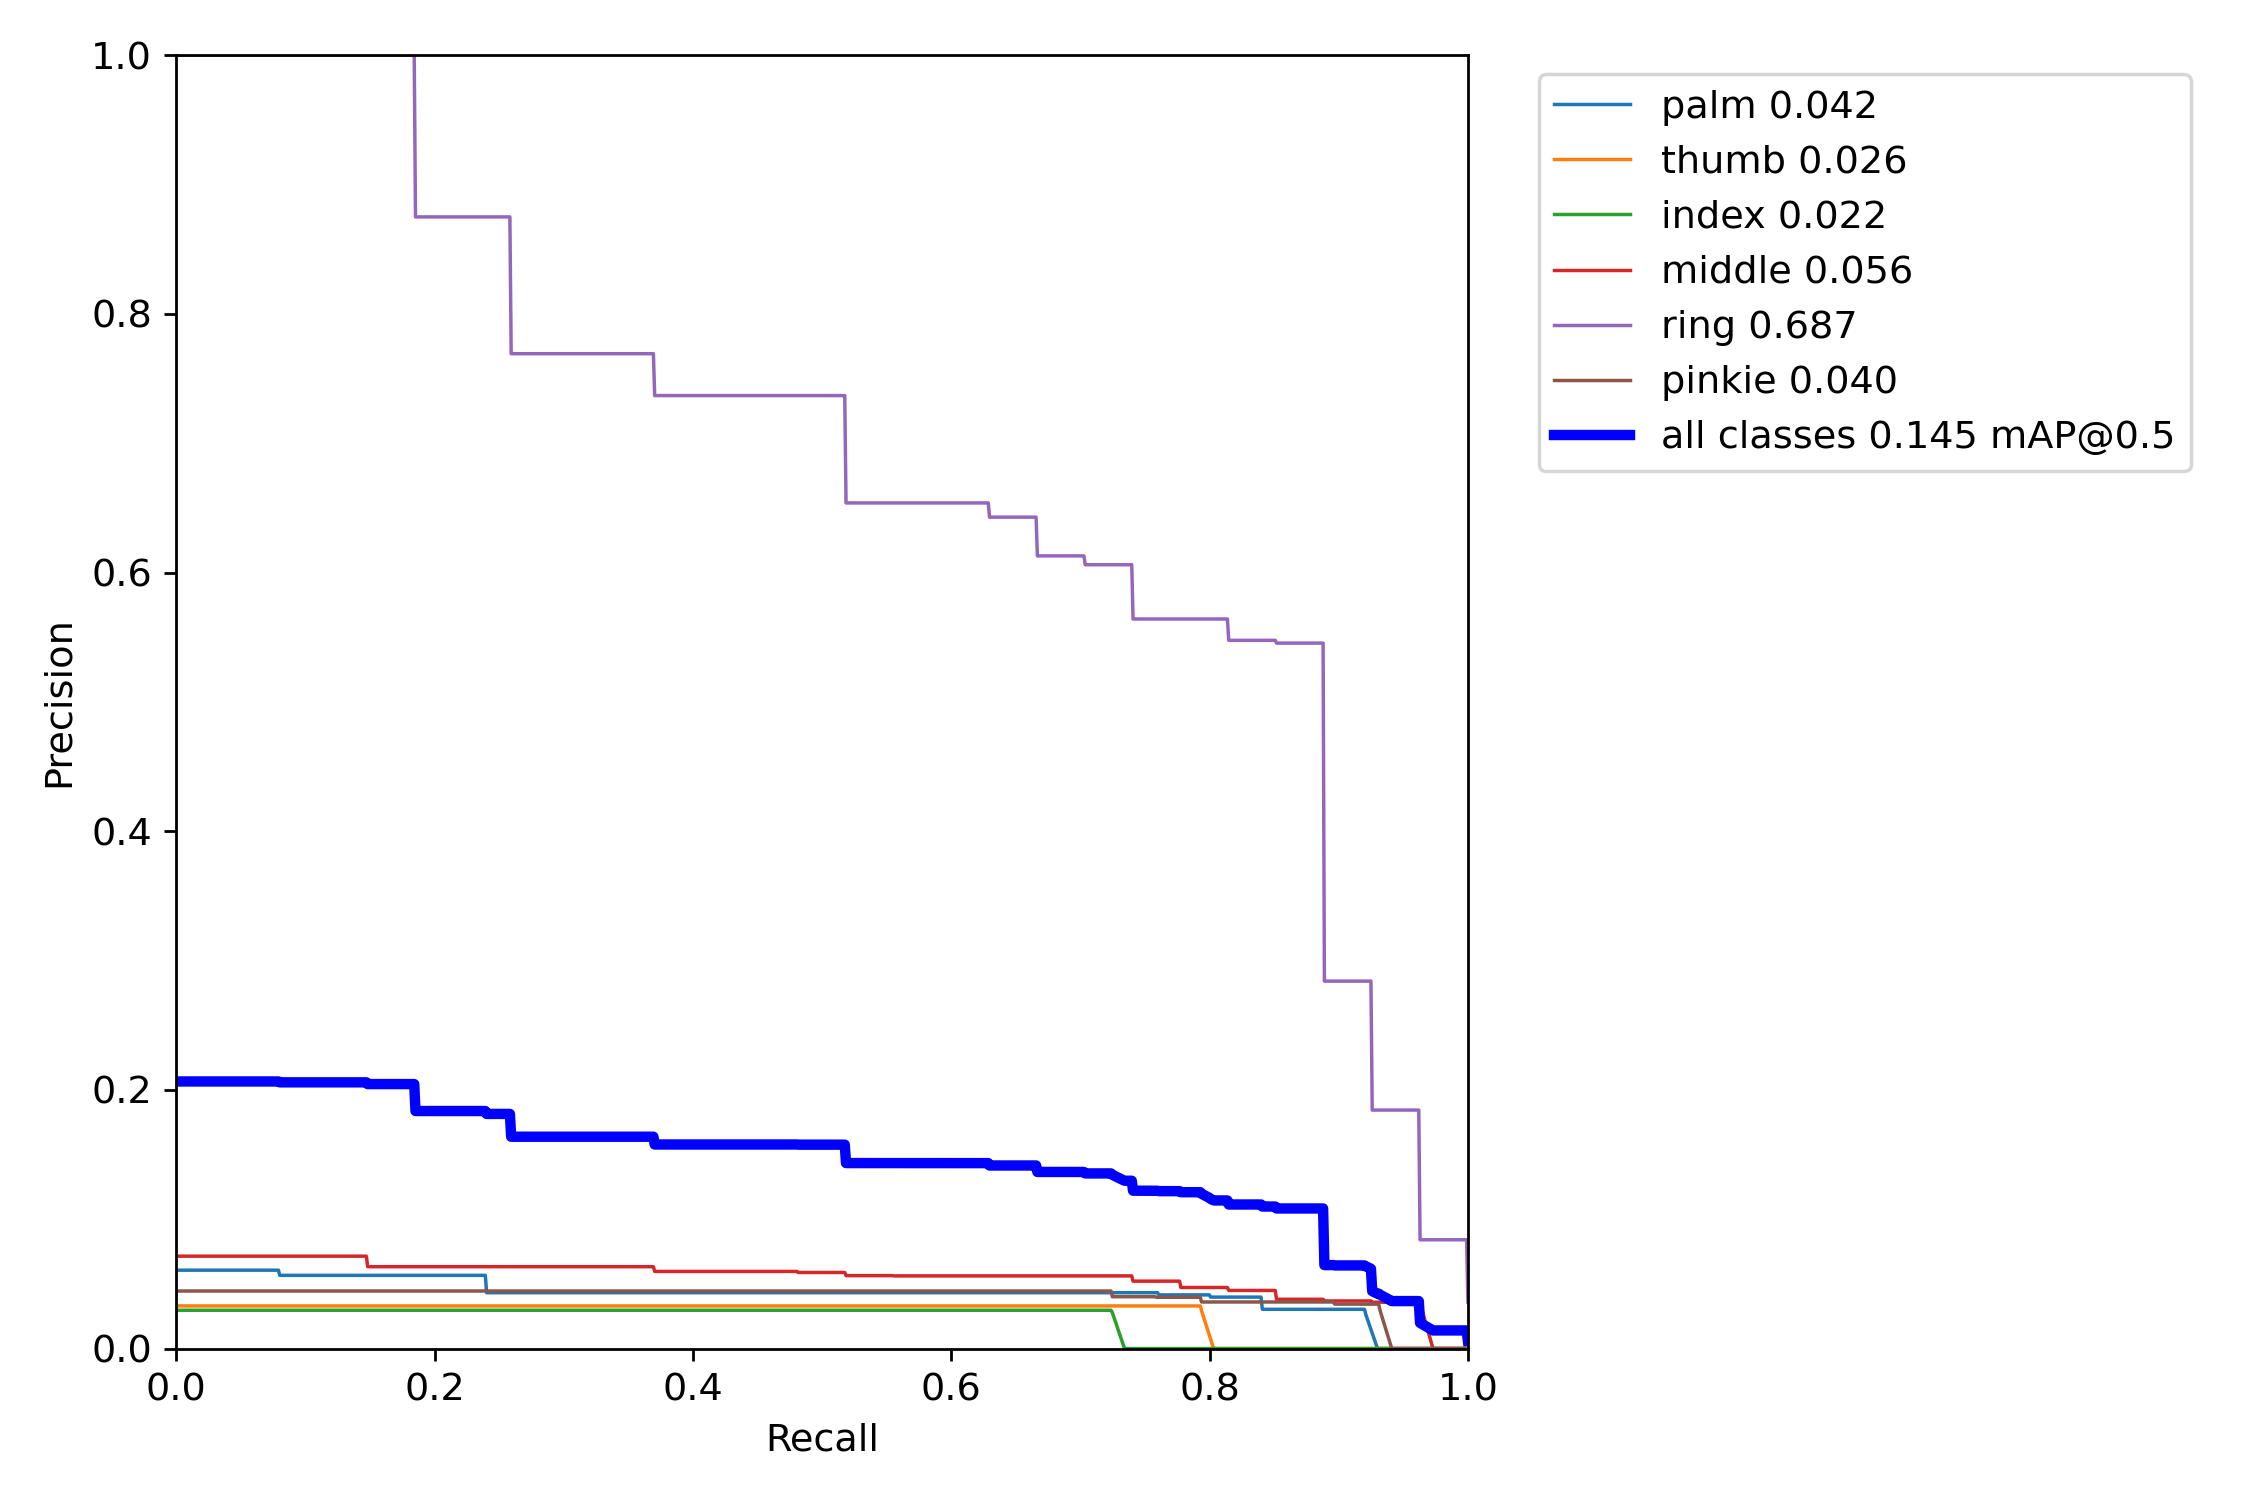 1.0
0.8
0.6
0.4
0.2
0.0
0.0 0.2 0.4 0.6 0.8 1.0
Precision
Recall
palm 0.042
thumb 0.026
index 0.022
middle 0.056
ring 0.687
pinkie 0.040
all classes 0.145 mAP@0.5